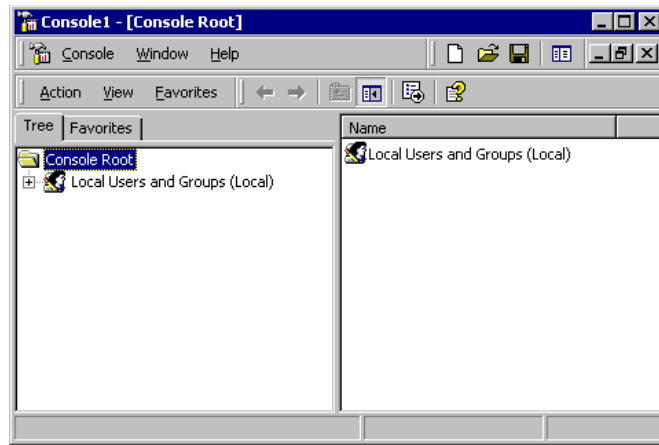 Console1 - [Console Root]
Console Window Help
Action View Favorites
Tree Favorites
Name
Console Root
Local Users and Groups (Local)
Local Users and Groups (Local)